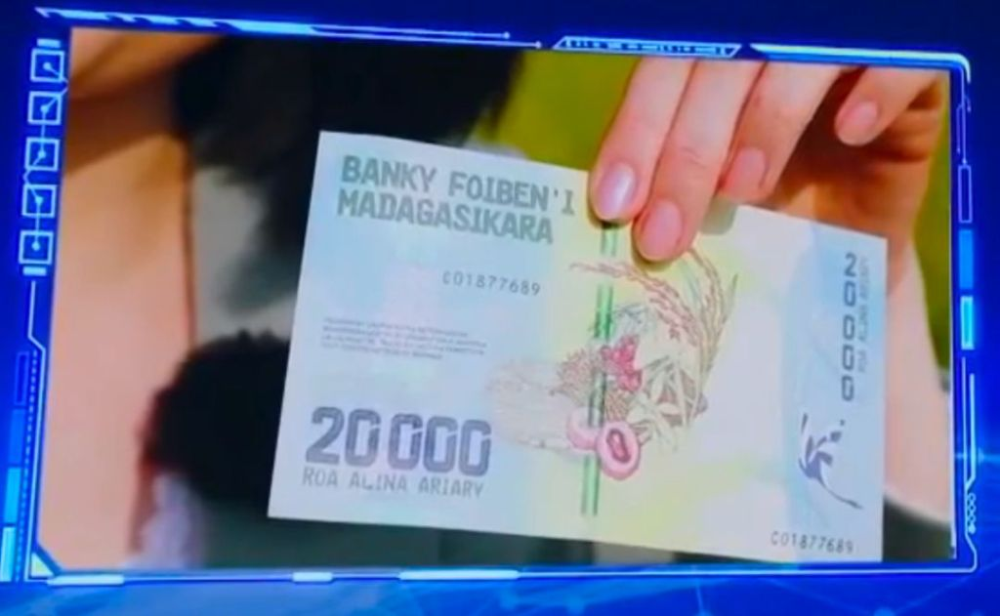 BANKY FOIBEN'I
MADAGASIKARA
C01877689
20000
ROA ALINA ARIARY
20000
ROA ALINA ARIARY
C01877689